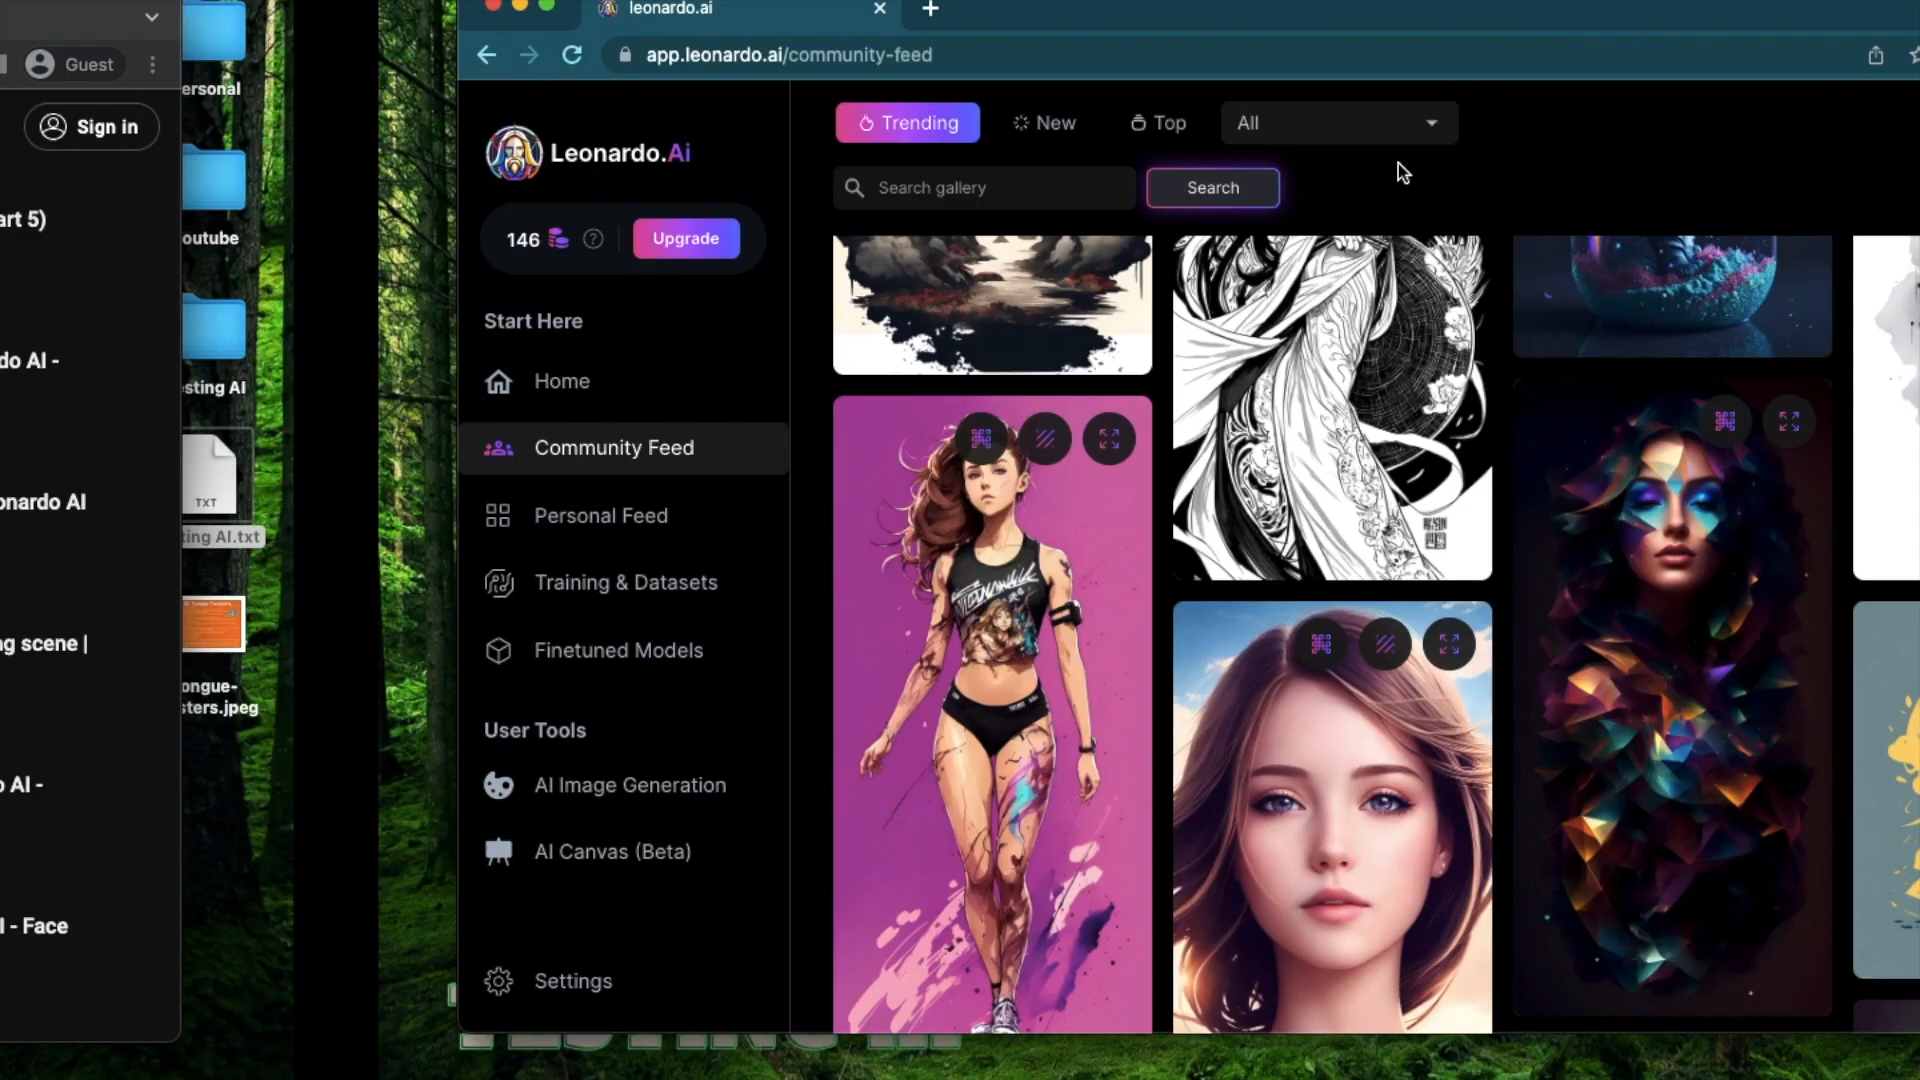 leonardo.ai
app.leonardo.ai/community-feed
Guest
Sign in
art 5)
do AI -
onardo AI
ng scene |
o AI -
I - Face
ersonal
outube
sting AI
TXT
ting AI.txt
ongue-
sters.jpeg
Leonardo.Ai
146
?
Upgrade
Start Here
Home
Community Feed
Personal Feed
Training & Datasets
Finetuned Models
User Tools
AI Image Generation
AI Canvas (Beta)
Settings
Trending
New
Top
All
Search gallery
Search